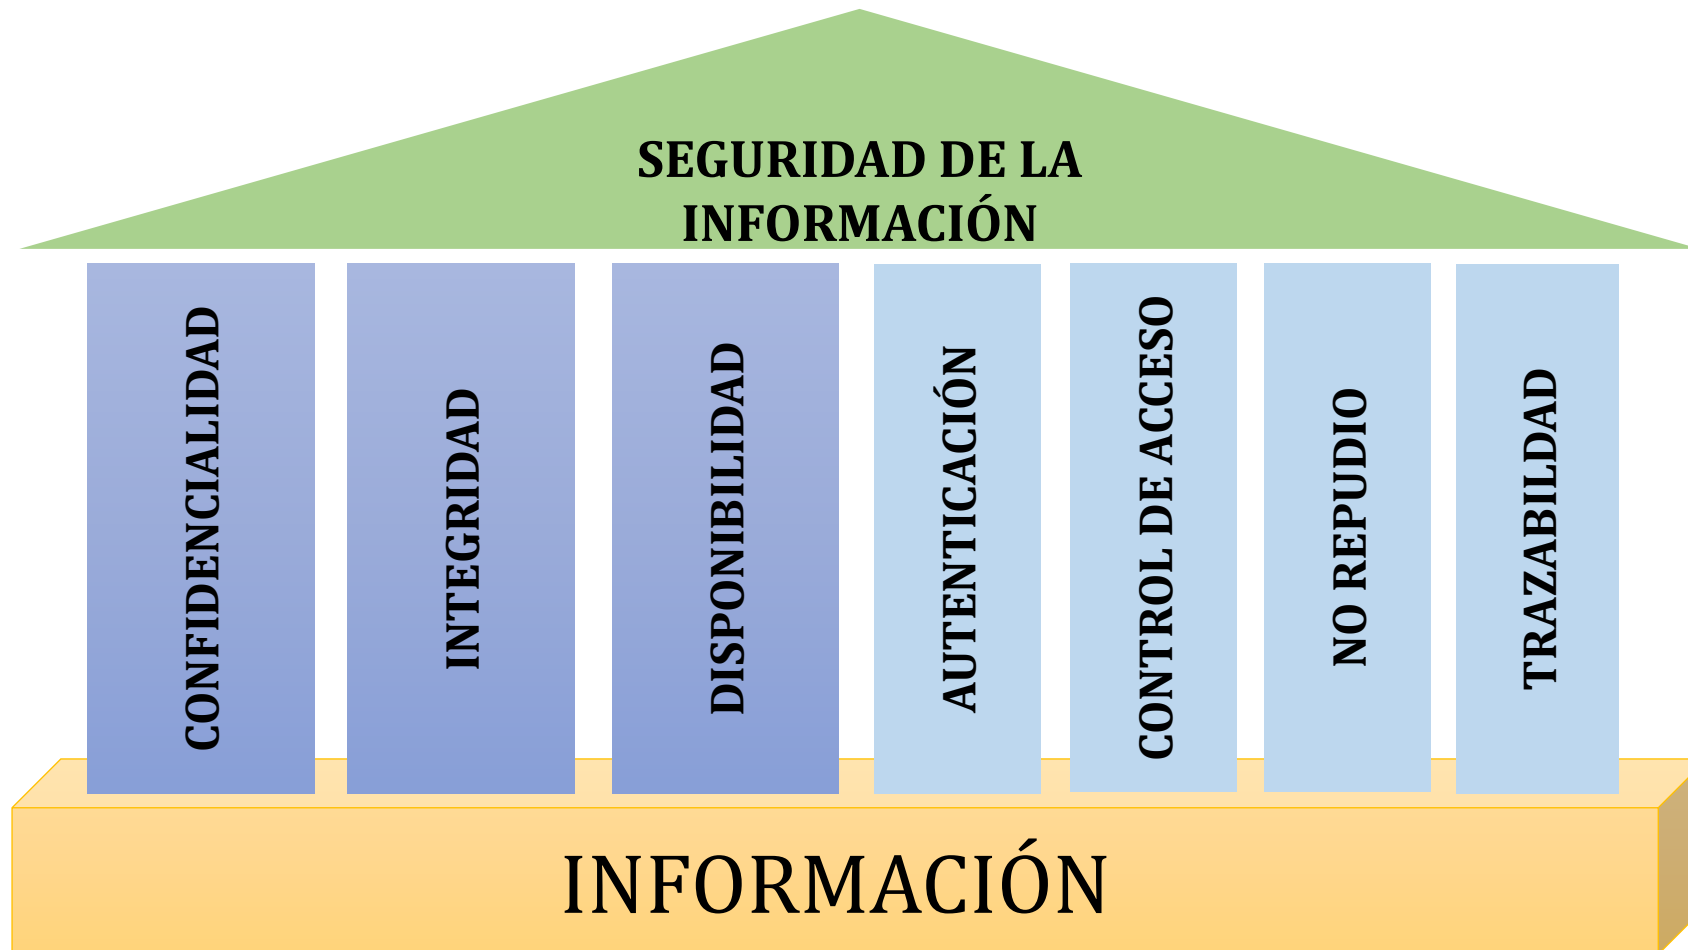 SEGURIDAD DE LA
INFORMACIÓN
CONFIDENCIALIDAD
INTEGRIDAD
DISPONIBILIDAD
AUTENTICACIÓN
CONTROL DE ACCESO
NO REPUDIO
TRAZABILDAD
INFORMACIÓN